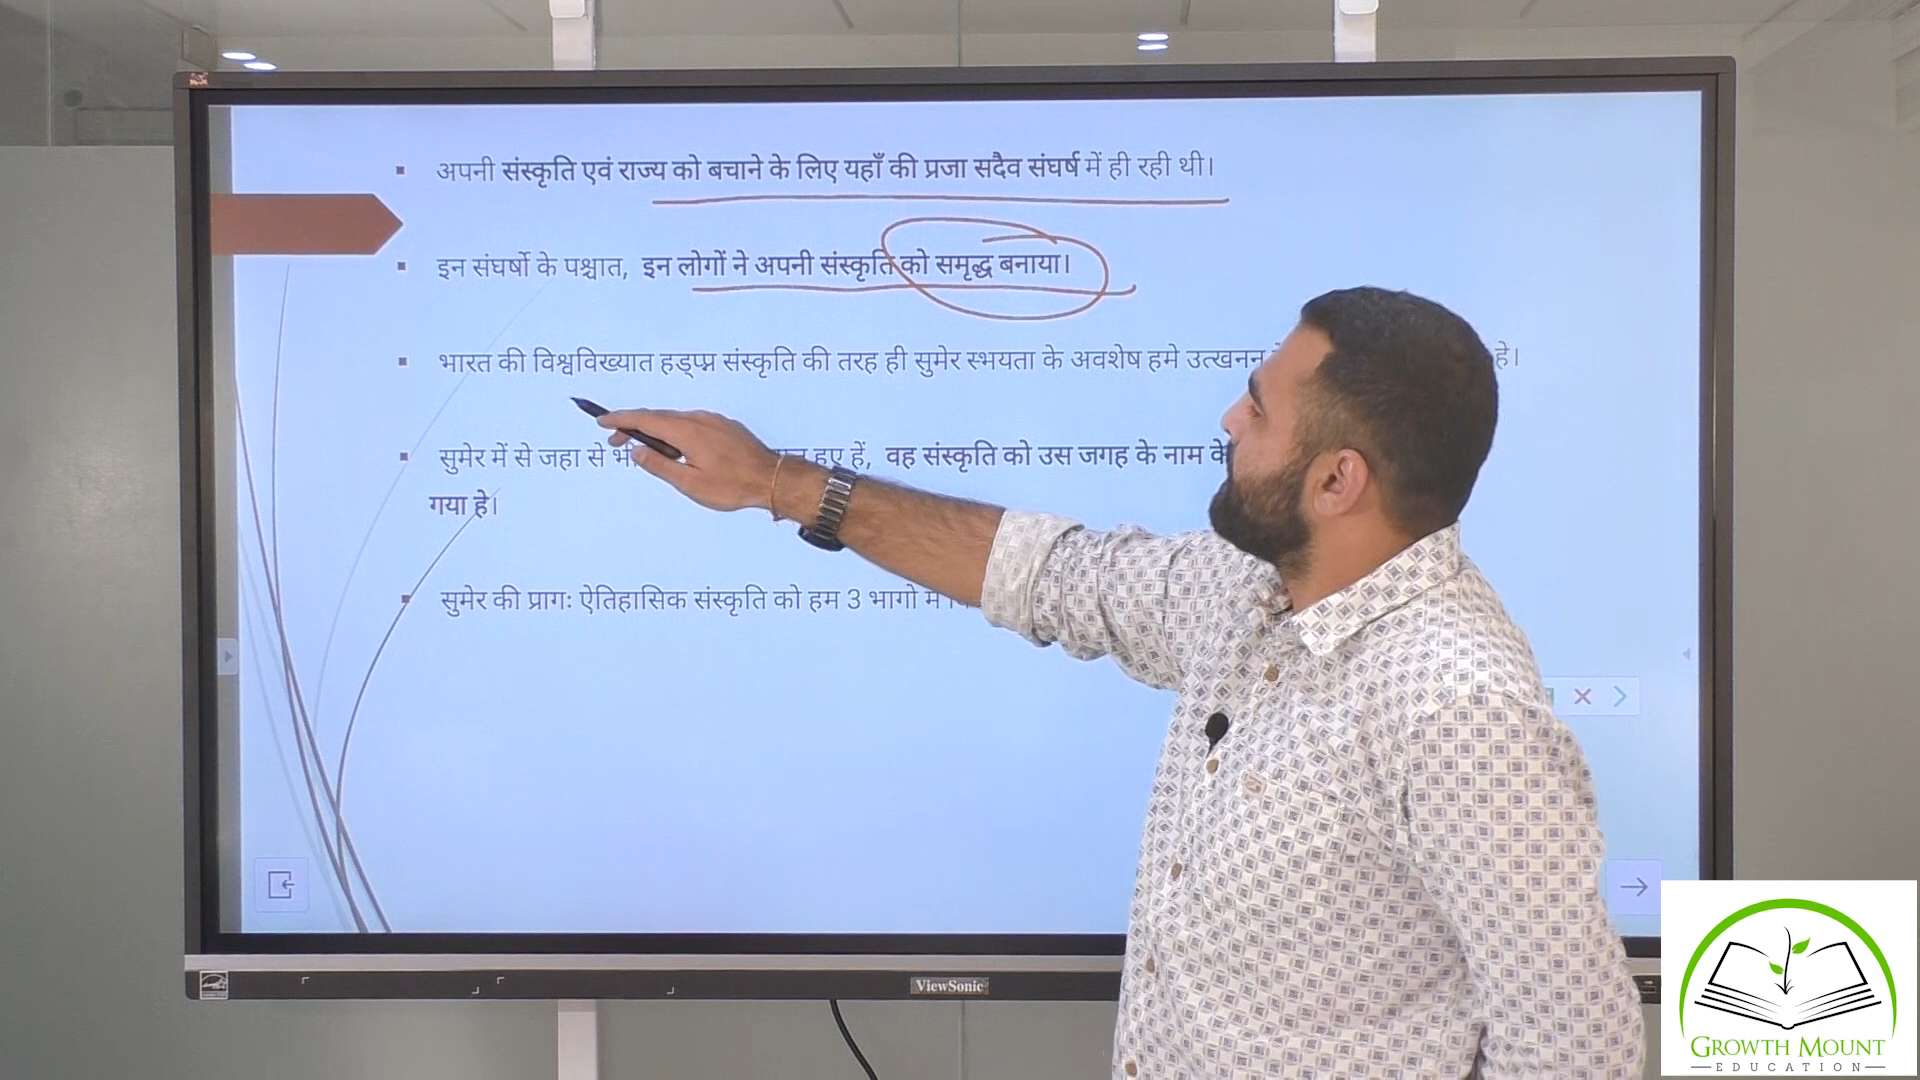 अपनी संस्कृति एवं राज्य को बचाने के लिए यहाँ की प्रजा सदैव संघर्ष में ही रही थी।
इन संघर्षो के पश्चात, इन लोगों ने अपनी संस्कृति को समृद्ध बनाया।
भारत की विश्वविख्यात हड्प्प्न संस्कृति की तरह ही सुमेर स्भयता के अवशेष हमे उत्खनन हे।
सुमेर में से जहा से हुए हें, वह संस्कृति को उस जगह के नाम
गया हे।
सुमेर की प्रागः ऐतिहासिक संस्कृति को हम 3 भागो में
ViewSonic
GROWTH MOUNT
EDUCATION